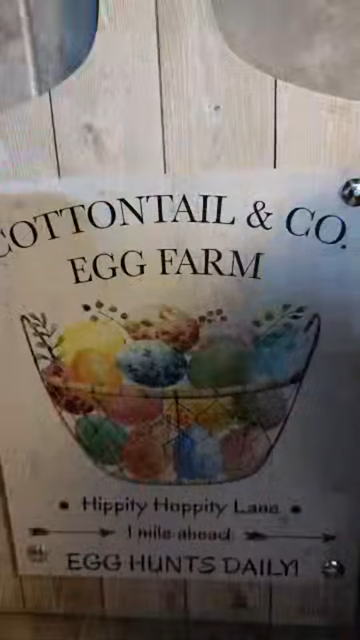 COTTONTAIL & CO.
EGG FARM
• Hippity Hoppity Lane •
1 mile ahead
EGG HUNTS DAILY!